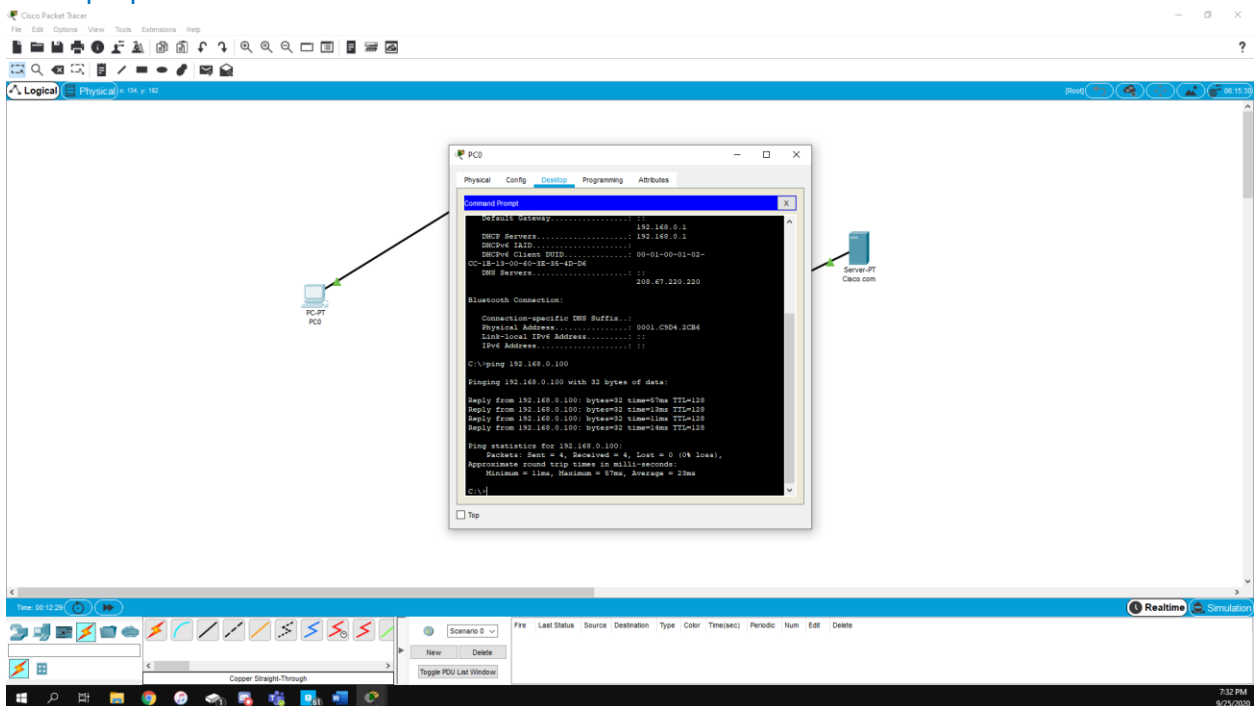 Cisco Packet Tracer
File Edit Options View Tools Extensions Help
?
Logical Physical x: 134, y: 182 [Root] 06:15:30
PC0
Physical Config Desktop Programming Attributes
Command Prompt X
Default Gateway.................: ::
192.168.0.1
DHCP Servers....................: 192.168.0.1
DHCPv6 IAID.....................:
DHCPv6 Client DUID..............: 00-01-00-01-02-
CC-1B-13-00-60-3E-35-4D-D6
DNS Servers.....................: ::
208.67.220.220
Bluetooth Connection:
Connection-specific DNS Suffix..:
Physical Address................: 0001.C9D4.2CB6
Link-local IPv6 Address.........: ::
IPv6 Address....................: ::
C:\>ping 192.168.0.100
Pinging 192.168.0.100 with 32 bytes of data:
Reply from 192.168.0.100: bytes=32 time=57ms TTL=128
Reply from 192.168.0.100: bytes=32 time=13ms TTL=128
Reply from 192.168.0.100: bytes=32 time=11ms TTL=128
Reply from 192.168.0.100: bytes=32 time=14ms TTL=128
Ping statistics for 192.168.0.100:
Packets: Sent = 4, Received = 4, Lost = 0 (0% loss),
Approximate round trip times in milli-seconds:
Minimum = 11ms, Maximum = 57ms, Average = 23ms
C:\>
Top
PC-PT
PC0
Server-PT
Cisco.com
Time: 00:12:29 Realtime Simulation
Scenario 0
New Delete
Toggle PDU List Window
Fire Last Status Source Destination Type Color Time(sec) Periodic Num Edit Delete
Copper Straight-Through
7:32 PM
9/25/2020